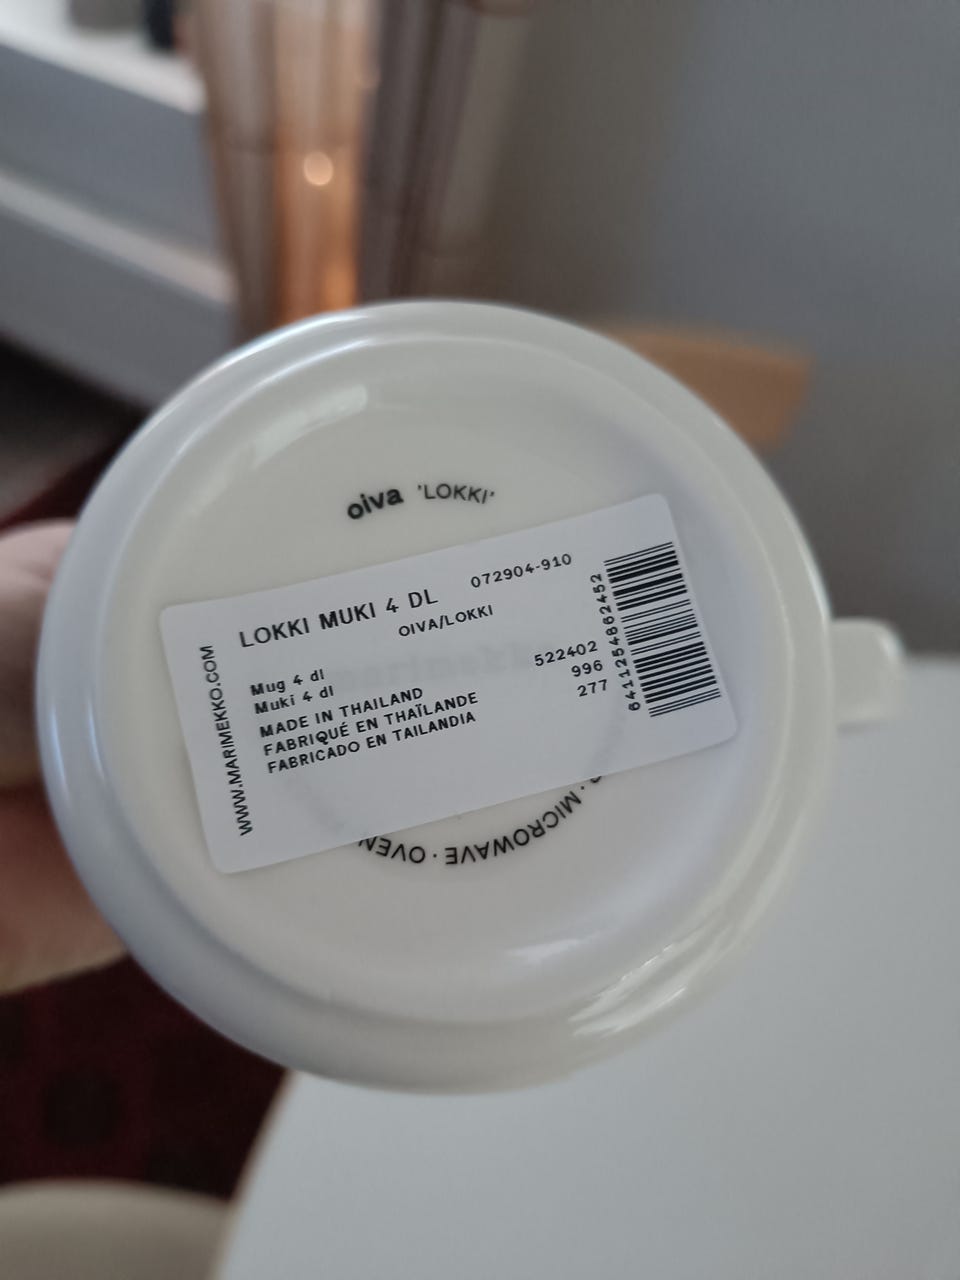 oiva 'LOKKI'
LOKKI MUKI 4 DL
072904-910
OIVA/LOKKI
Mug 4 dl
Muki 4 dl
MADE IN THAILAND
FABRIQUÉ EN THAÏLANDE
FABRICADO EN TAILANDIA
522402
996
277
6411254862452
WWW.MARIMEKKO.COM
· MICROWAVE · OVEN